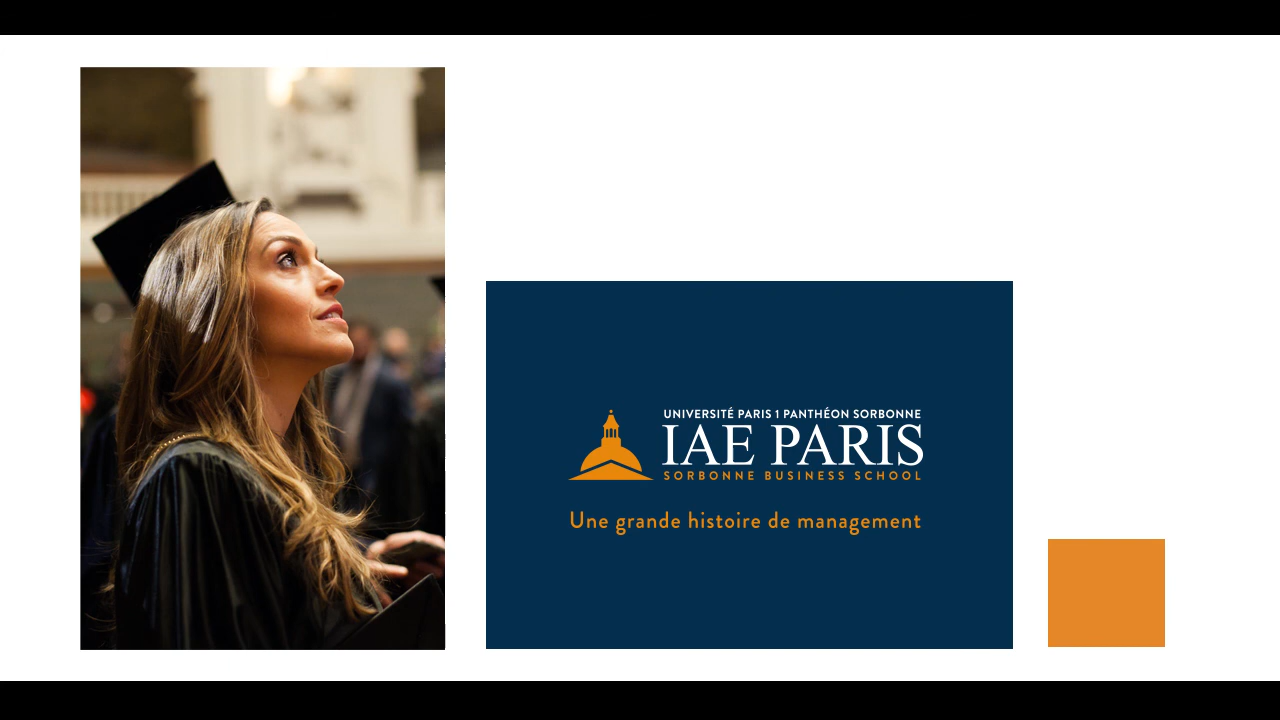 UNIVERSITÉ PARIS 1 PANTHÉON SORBONNE
IAE PARIS
SORBONNE BUSINESS SCHOOL
Une grande histoire de management